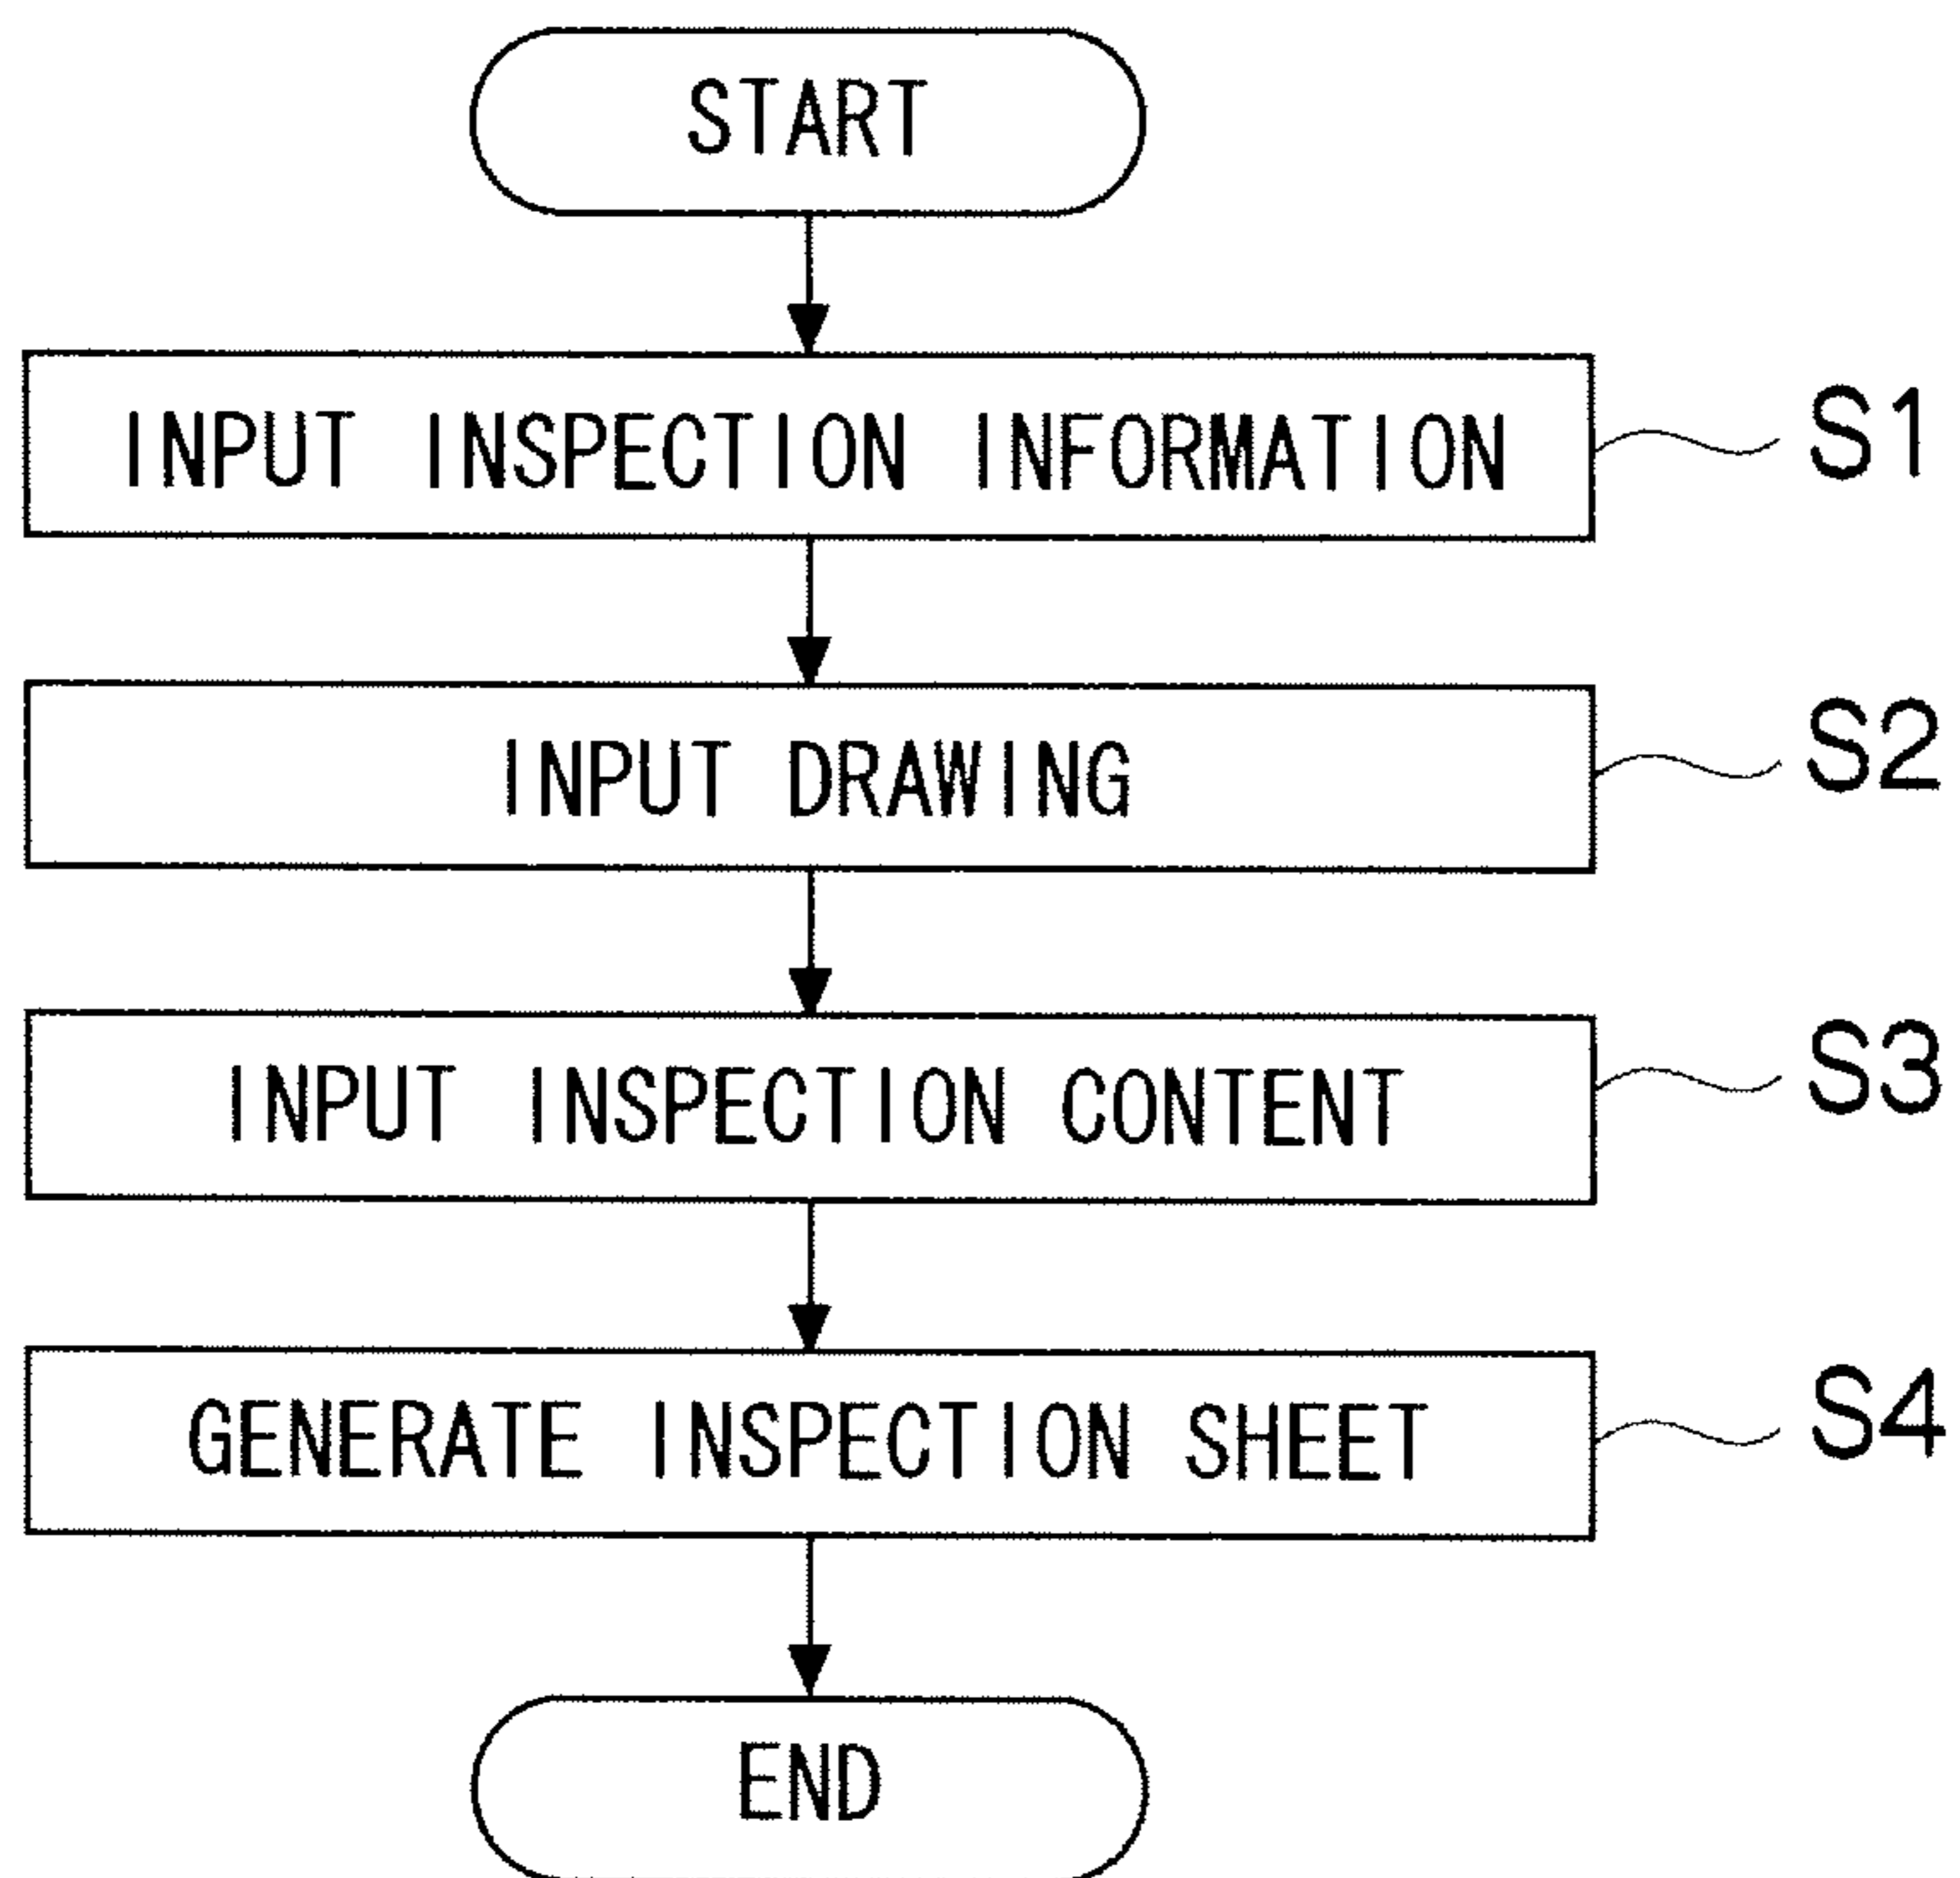 START
INPUT INSPECTION INFORMATION S1
INPUT DRAWING S2
INPUT INSPECTION CONTENT S3
GENERATE INSPECTION SHEET S4
END